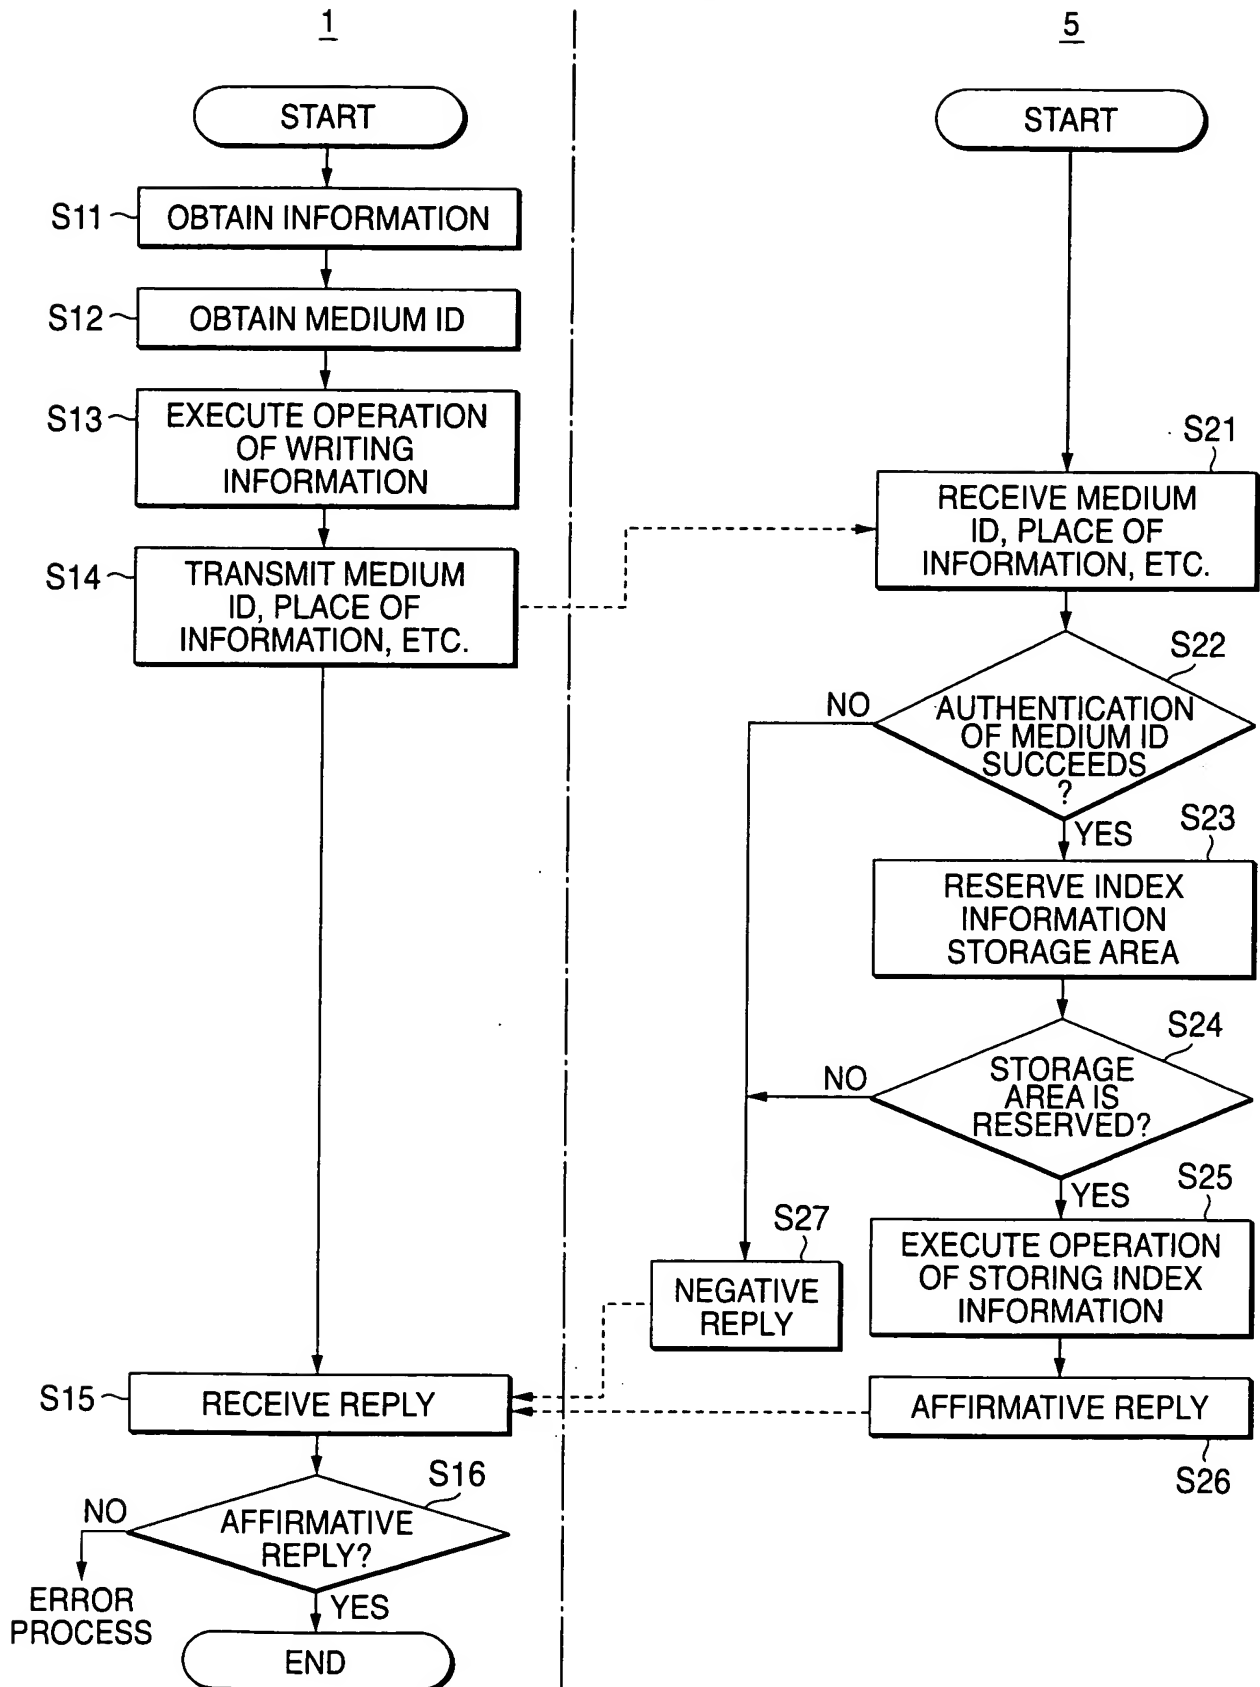 1
START
S11
OBTAIN INFORMATION
S12
OBTAIN MEDIUM ID
S13
EXECUTE OPERATION
OF WRITING
INFORMATION
S14
TRANSMIT MEDIUM
ID, PLACE OF
INFORMATION, ETC.
S15
RECEIVE REPLY
S16
AFFIRMATIVE
REPLY?
NO
ERROR
PROCESS
YES
END
5
START
S21
RECEIVE MEDIUM
ID, PLACE OF
INFORMATION, ETC.
S22
NO
AUTHENTICATION
OF MEDIUM ID
SUCCEEDS
?
YES
S23
RESERVE INDEX
INFORMATION
STORAGE AREA
S24
NO
STORAGE
AREA IS
RESERVED?
YES
S25
EXECUTE OPERATION
OF STORING INDEX
INFORMATION
S27
NEGATIVE
REPLY
AFFIRMATIVE REPLY
S26